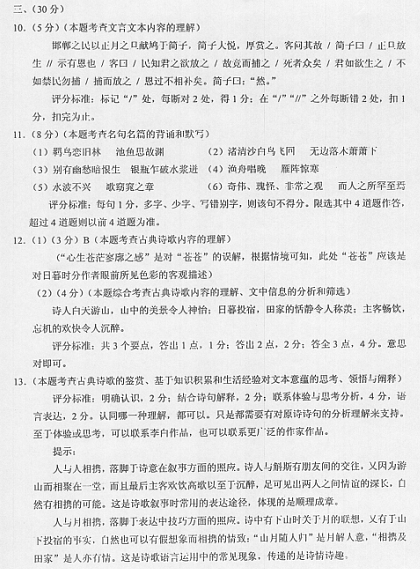 三、(30分)
10.(5分)(本题考查文言文本内容的理解)
邯郸之民以正月之旦献鸠于简子,简子大悦,厚赏之。客问其故/简子曰/正旦放
生//示有恩也/客曰/民知君之欲放之/故竞而捕之/死者众矣/君如欲生之/不
如禁民勿捕/捕而放之/恩过不相补矣。简子曰:“然。”
评分标准:标记“/”处,每断对2处,得1分;在“/”“//”之外每断错2处,扣1
分,扣完为止。
11.(8分)(本题考查名句名篇的背诵和默写)
(1)羁鸟恋旧林 池鱼思故渊 (2)渚清沙白鸟飞回 无边落木萧萧下
(3)别有幽愁暗恨生 银瓶乍破水浆迸 (4)渔舟唱晚 雁阵惊寒
(5)水波不兴 歌窈窕之章 (6)奇伟、瑰怪、非常之观 而人之所罕至焉
评分标准:每句1分,多字、少字、写错别字,则该句不得分。限选其中4道题作答,
超过4道题则以前4道题为准。
12.(1)(3分)B(本题考查古典诗歌内容的理解)
(“心生苍茫寥廓之感”是对“苍苍”的误解,根据情境可知,此处“苍苍”应该是
对日暮时分作者眼前所见色彩的客观描述)
(2)(4分)(本题综合考查古典诗歌内容的理解、文中信息的分析和筛选)
诗人白天游山,山中的美景令人神怡;日暮投宿,田家的恬静令人称羡;主客畅饮,
忘机的欢快令人沉醉。
评分标准:共3个要点,答出1点,1分;答出2点,2分;答全3点,4分。意思
对即可。
13.(本题考查古典诗歌的鉴赏、基于知识积累和生活经验对文本意蕴的思考、领悟与阐释)
评分标准:明确认识,2分;结合诗句解释,2分;联系体验与思考分析,4分,语
言表达,2分。认同哪一种理解,都可以。只是都需要有对原诗诗句的分析理解来支持。
至于体验或思考,可以联系李白作品,也可以联系更广泛的作家作品。
提示:
人与人相携,落脚于诗意在叙事方面的照应。诗人与斛斯有朋友间的交往,又因为游
山而相聚在一堂,而且最后主客欢饮高歌以至于沉醉,足可见出两人之间情谊的深长,自
然有相携的可能。这是诗歌叙事时常用的表达途径,体现的是顺理成章。
人与月相携,落脚于表达中技巧方面的照应。诗中有下山时关于月的联想,又有于山
下投宿的事实,自然也可以有假想象而相携的情致;“山月随人归”是月解人意,“相携及
田家”是人亦有情。这是诗歌语言运用中的常见现象,传递的是诗情诗趣。